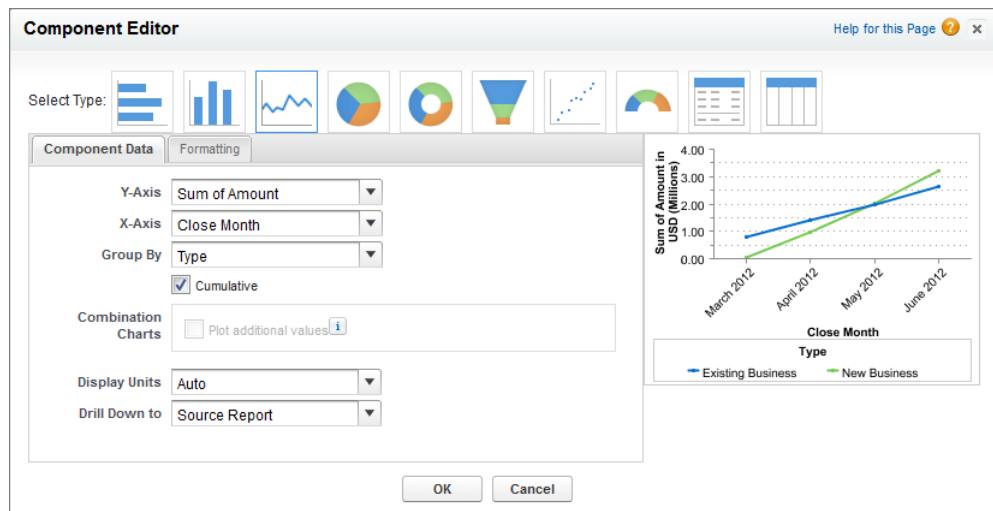 Component Editor
Help for this Page
Select Type:
Component Data
Formatting
Y-Axis
Sum of Amount
X-Axis
Close Month
Group By
Type
Cumulative
Combination
Charts
Plot additional values
i
Display Units
Auto
Drill Down to
Source Report
OK
Cancel
Sum of Amount in
USD (Millions)
4.00
3.00
2.00
1.00
0.00
March 2012
April 2012
May 2012
June 2012
Close Month
Type
Existing Business
New Business